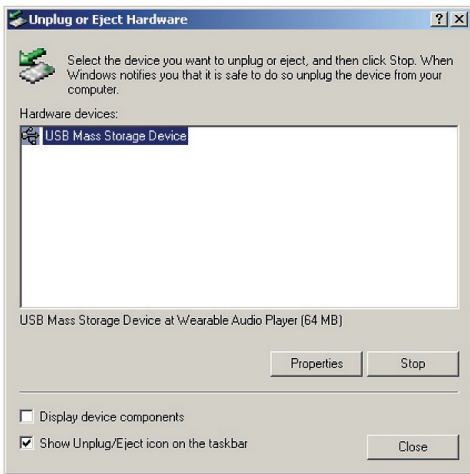 Unplug or Eject Hardware
Select the device you want to unplug or eject, and then click Stop. When
Windows notifies you that it is safe to do so unplug the device from your
computer.
Hardware devices:
USB Mass Storage Device
USB Mass Storage Device at Wearable Audio Player (64 MB)
Properties
Stop
Display device components
Show Unplug/Eject icon on the taskbar
Close